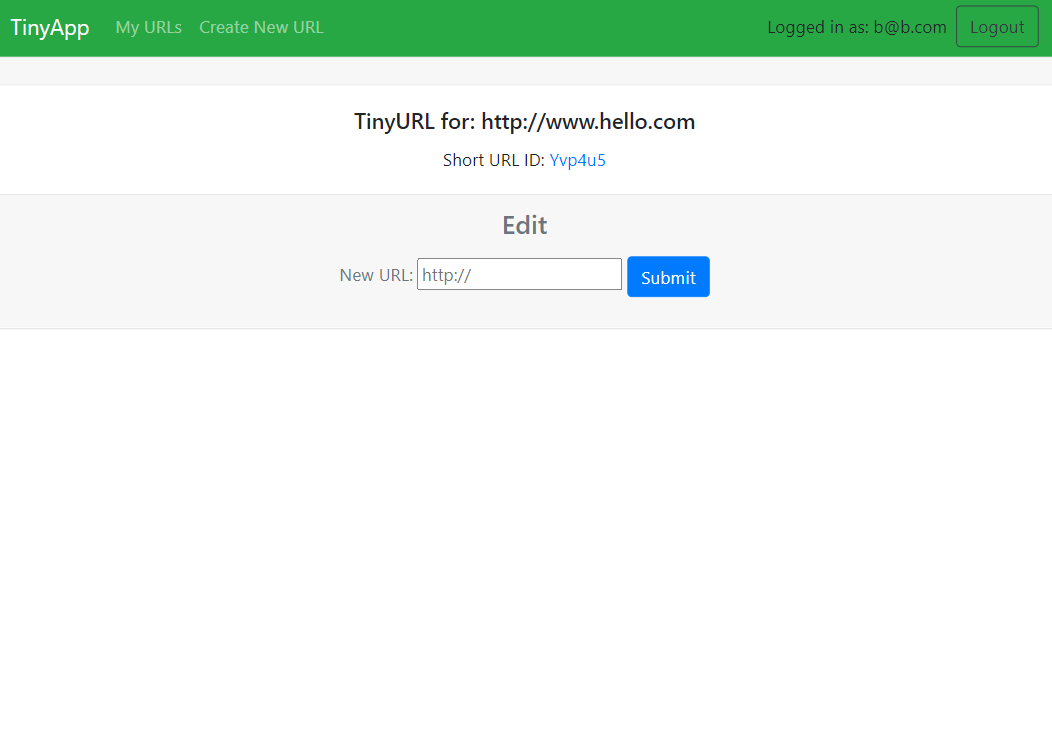 TinyApp My URLs Create New URL Logged in as: b@b.com Logout
TinyURL for: http://www.hello.com
Short URL ID: Yvp4u5
Edit
New URL: http:// Submit